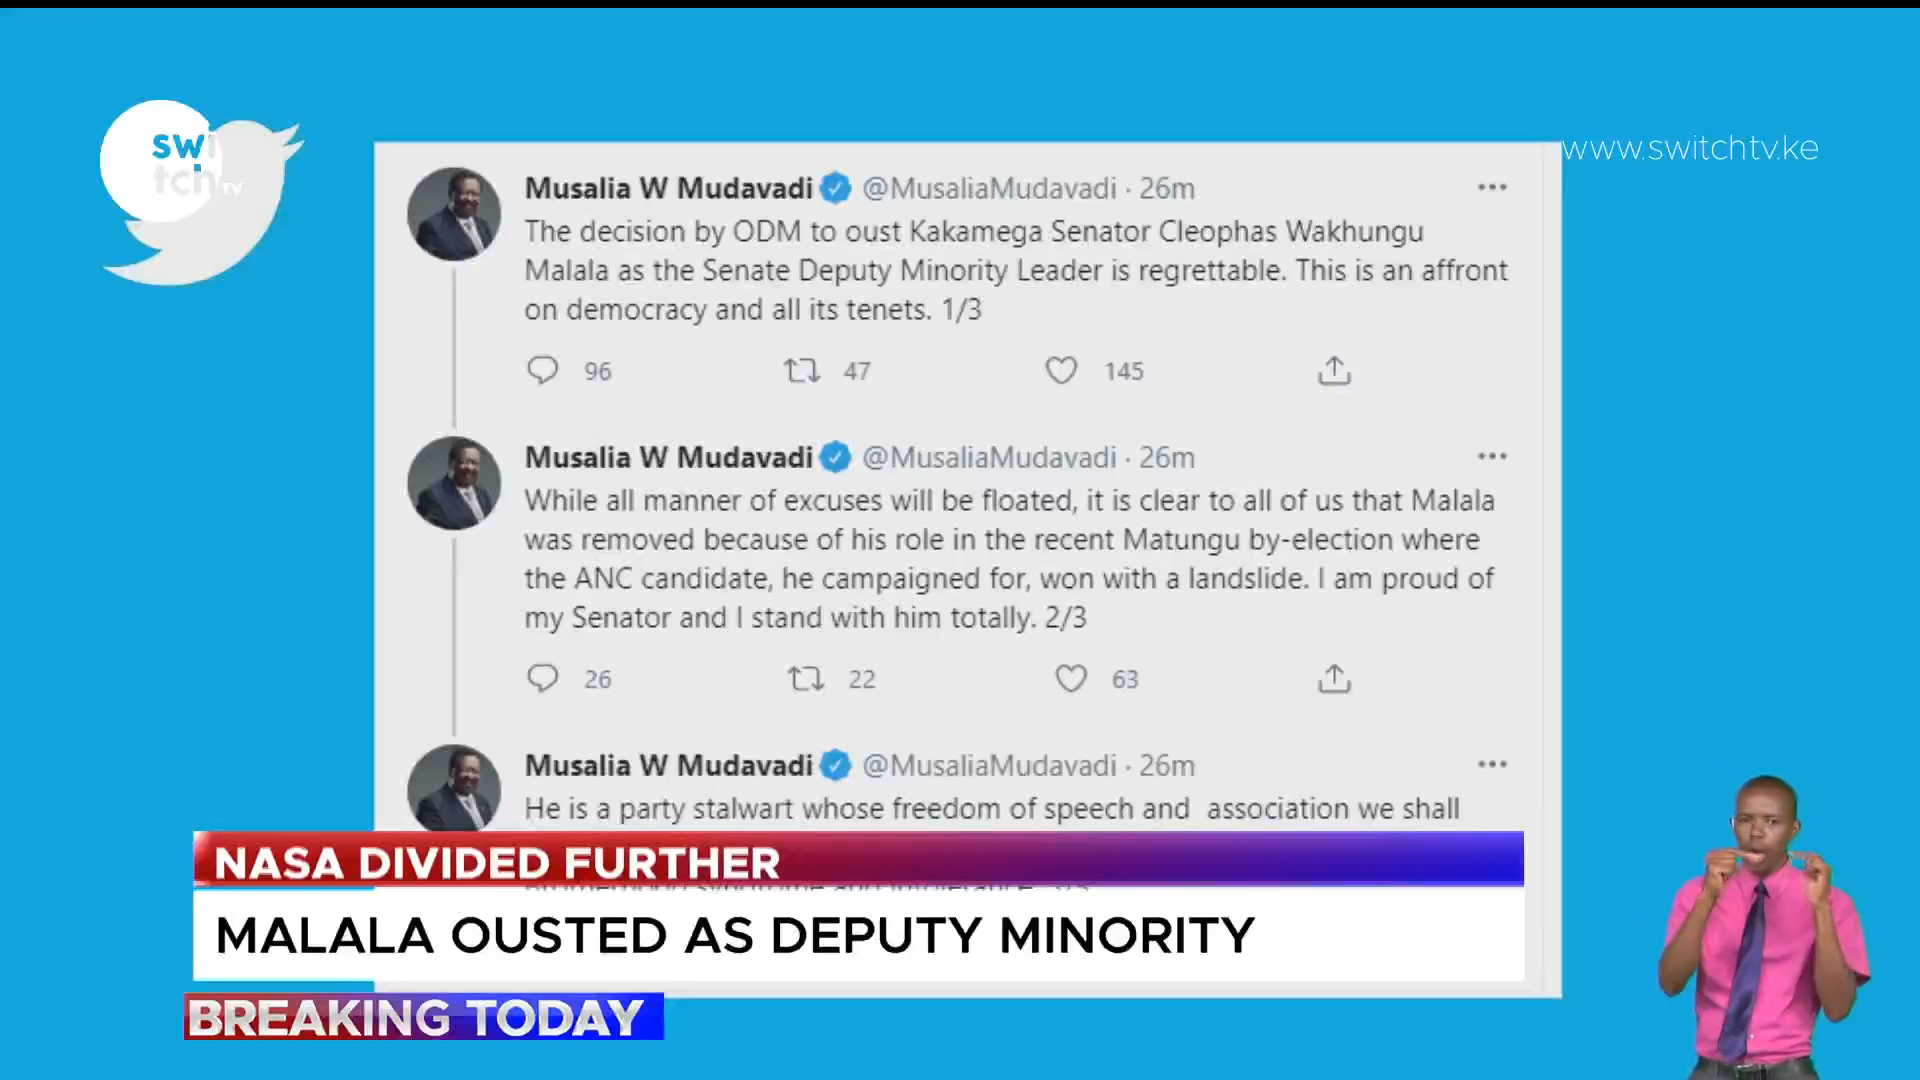 switch tv
www.switchtv.ke
Musalia W Mudavadi @MusaliaMudavadi · 26m
The decision by ODM to oust Kakamega Senator Cleophas Wakhungu
Malala as the Senate Deputy Minority Leader is regrettable. This is an affront
on democracy and all its tenets. 1/3
96 47 145
Musalia W Mudavadi @MusaliaMudavadi · 26m
While all manner of excuses will be floated, it is clear to all of us that Malala
was removed because of his role in the recent Matungu by-election where
the ANC candidate, he campaigned for, won with a landslide. I am proud of
my Senator and I stand with him totally. 2/3
26 22 63
Musalia W Mudavadi @MusaliaMudavadi · 26m
He is a party stalwart whose freedom of speech and association we shall
NASA DIVIDED FURTHER
MALALA OUSTED AS DEPUTY MINORITY
BREAKING TODAY